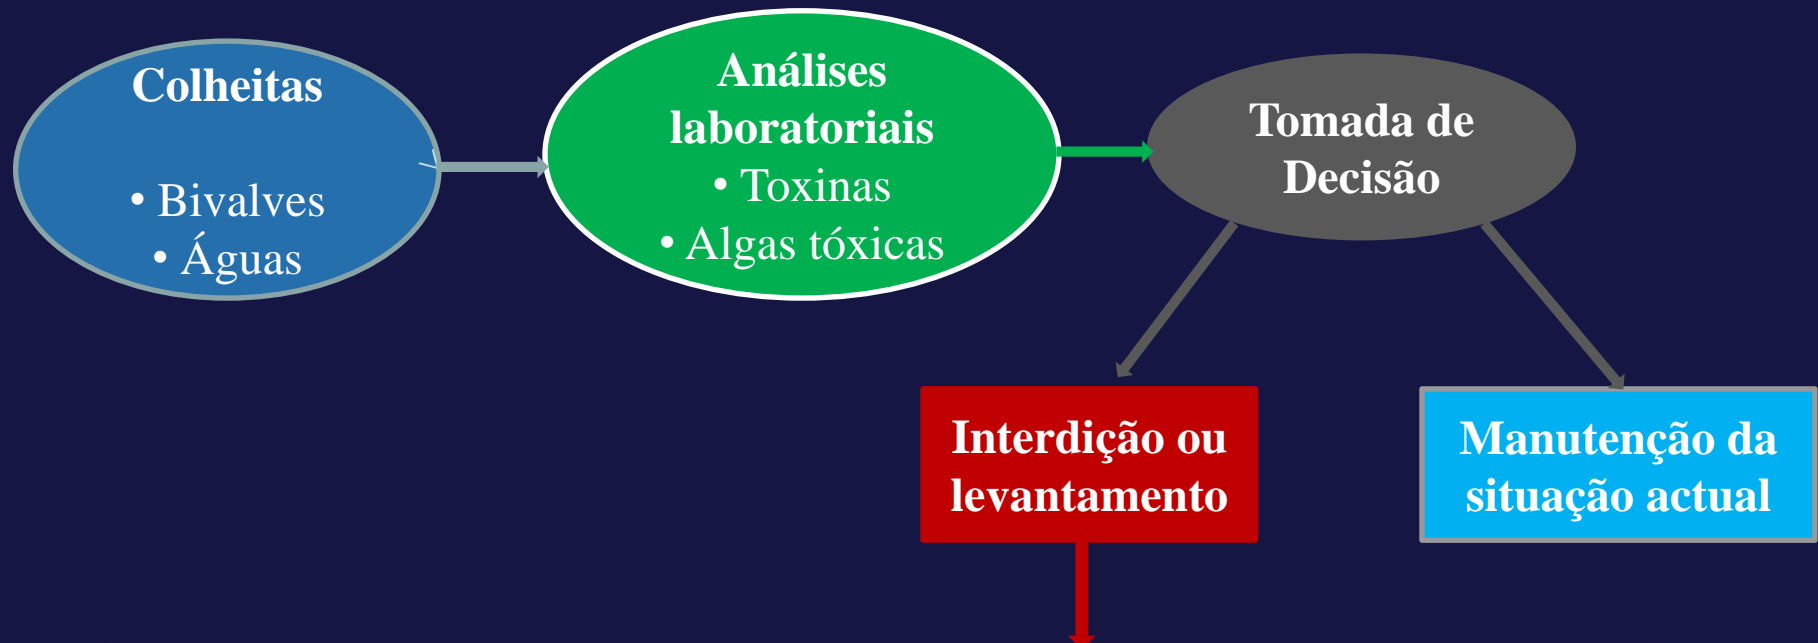 Colheitas
• Bivalves
• Águas
Análises
laboratoriais
• Toxinas
• Algas tóxicas
Tomada de
Decisão
Interdição ou
levantamento
Manutenção da
situação actual